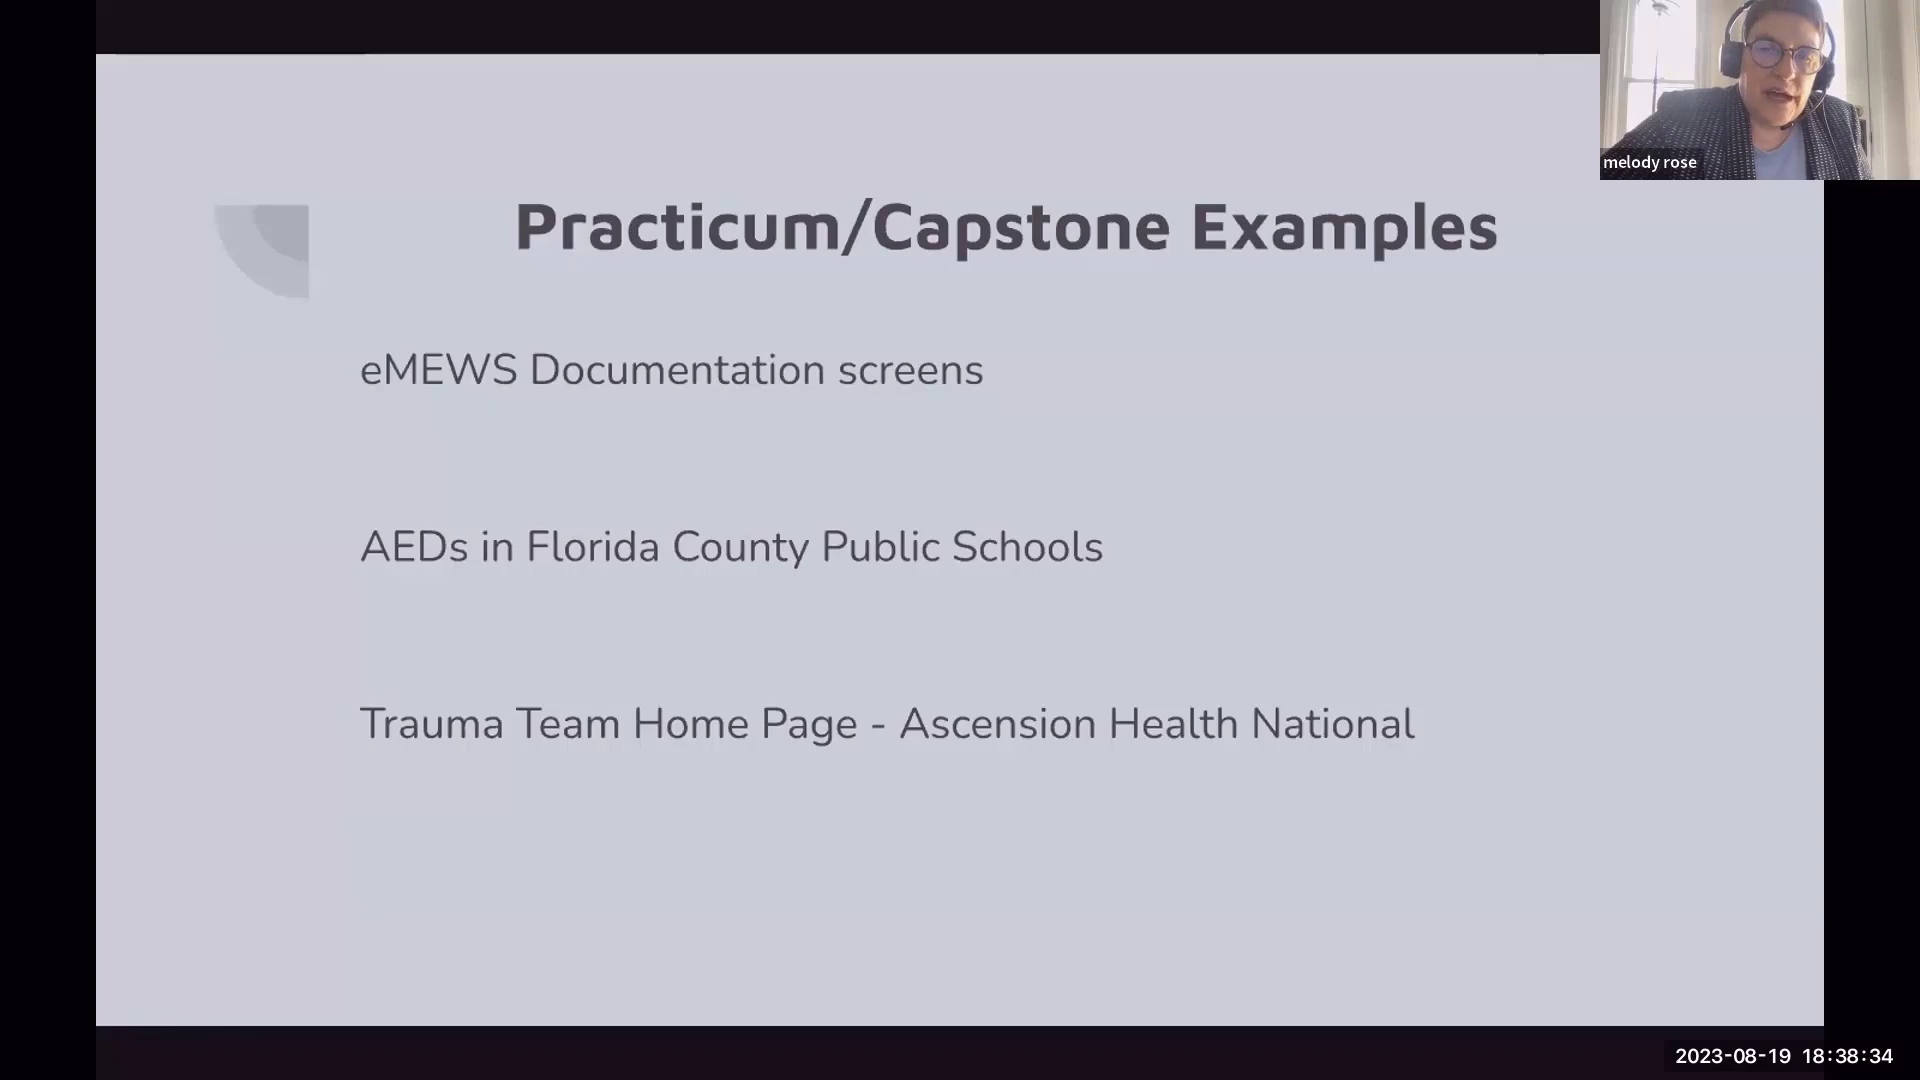 melody rose
Practicum/Capstone Examples
eMEWS Documentation screens
AEDs in Florida County Public Schools
Trauma Team Home Page - Ascension Health National
2023-08-19 18:38:34